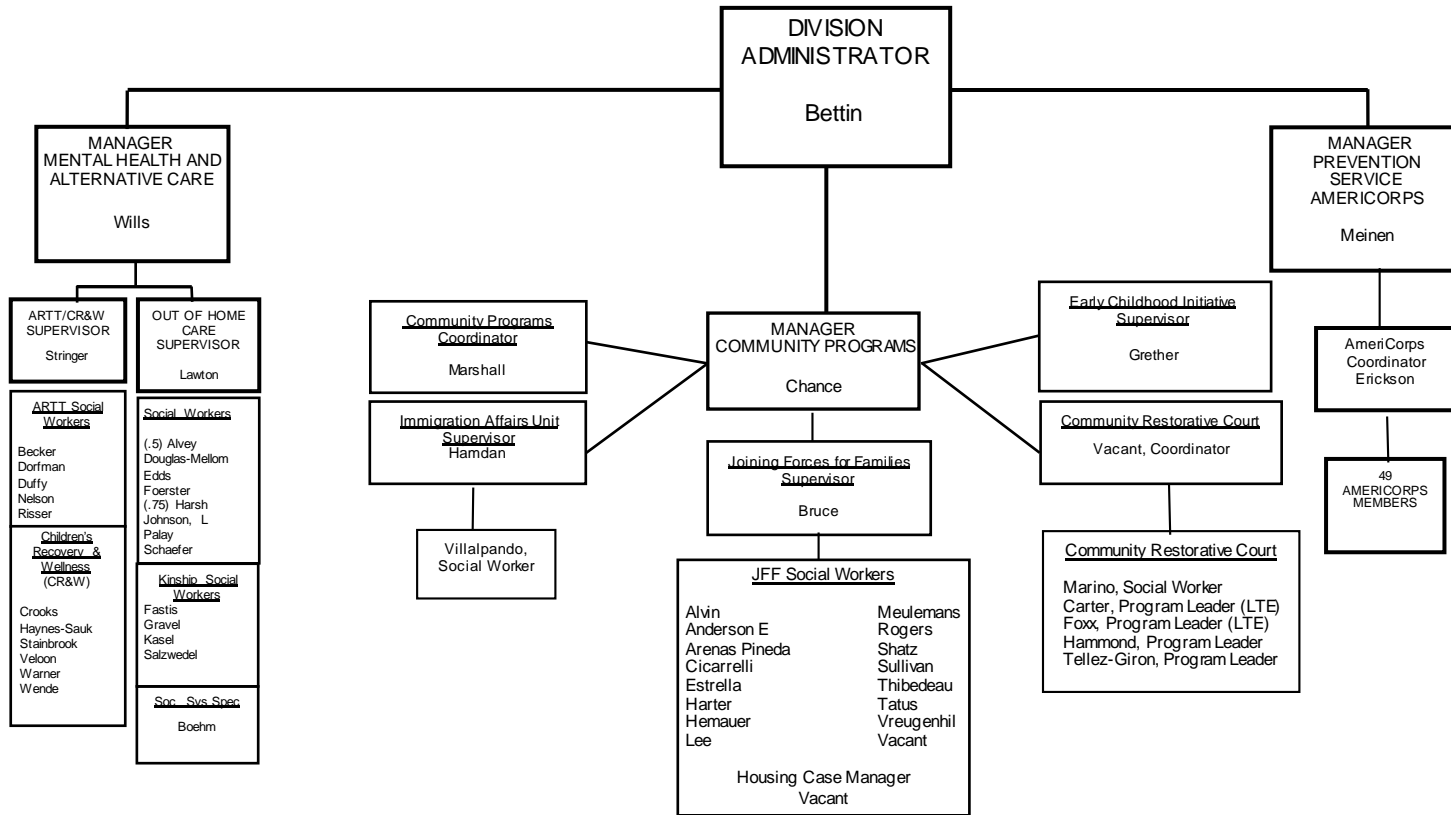 DIVISION
ADMINISTRATOR
Bettin
MANAGER
MENTAL HEALTH AND
ALTERNATIVE CARE
Wills
MANAGER
PREVENTION
SERVICE
AMERICORPS
Meinen
ARTT/CR&W
SUPERVISOR
Stringer
OUT OF HOME
CARE
SUPERVISOR
Lawton
ARTT Social
Workers
Becker
Dorfman
Duffy
Nelson
Risser
Children's
Recovery &
Wellness
(CR&W)
Crooks
Haynes-Sauk
Stainbrook
Veloon
Warner
Wende
Social Workers
(.5) Alvey
Douglas-Mellom
Edds
Foerster
(.75) Harsh
Johnson, L
Palay
Schaefer
Kinship Social
Workers
Fastis
Gravel
Kasel
Salzwedel
Soc Svs Spec
Boehm
Community Programs
Coordinator
Marshall
Immigration Affairs Unit
Supervisor
Hamdan
Villalpando,
Social Worker
MANAGER
COMMUNITY PROGRAMS
Chance
Joining Forces for Families
Supervisor
Bruce
JFF Social Workers
Alvin
Anderson E
Arenas Pineda
Cicarrelli
Estrella
Harter
Hemauer
Lee
Meulemans
Rogers
Shatz
Sullivan
Thibedeau
Tatus
Vreugenhil
Vacant
Housing Case Manager
Vacant
Early Childhood Initiative
Supervisor
Grether
Community Restorative Court
Vacant, Coordinator
Community Restorative Court
Marino, Social Worker
Carter, Program Leader (LTE)
Foxx, Program Leader (LTE)
Hammond, Program Leader
Tellez-Giron, Program Leader
AmeriCorps
Coordinator
Erickson
49
AMERICORPS
MEMBERS